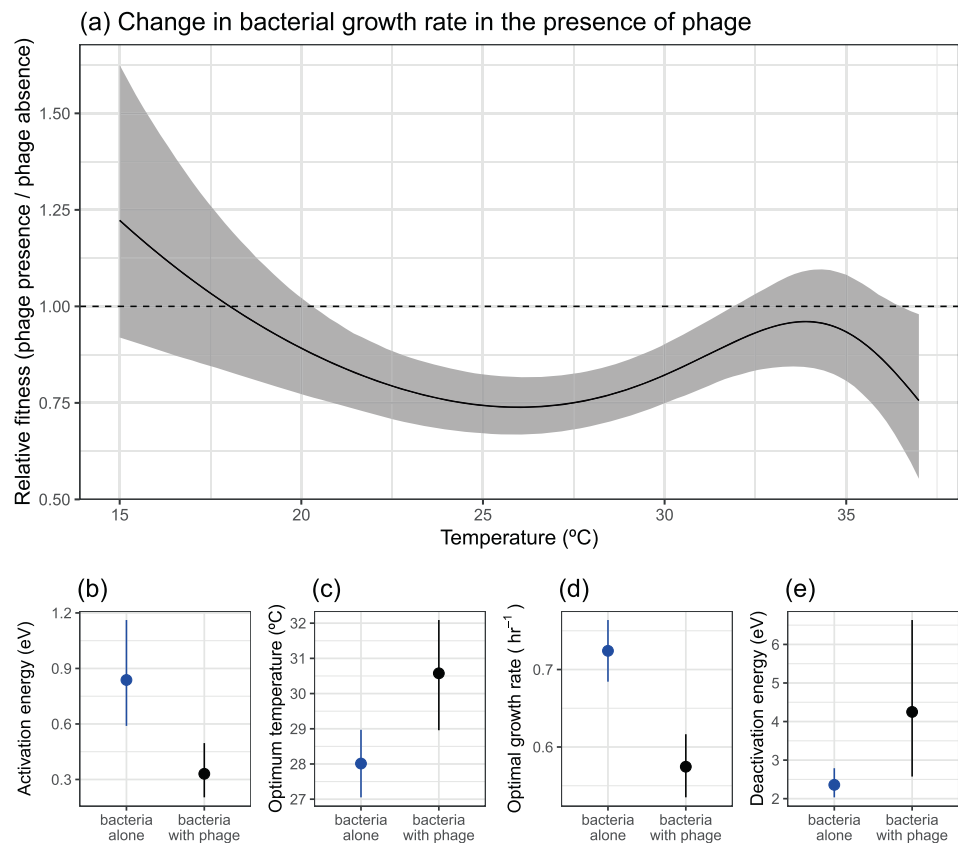 (a) Change in bacterial growth rate in the presence of phage
Relative fitness (phage presence / phage absence)
1.50
1.25
1.00
0.75
0.50
15 20 25 30 35
Temperature (ºC)
(b)
Activation energy (eV)
1.2
0.9
0.6
0.3
bacteria alone
bacteria with phage
(c)
Optimum temperature (ºC)
32
31
30
29
28
27
bacteria alone
bacteria with phage
(d)
Optimal growth rate ( hr⁻¹ )
0.7
0.6
bacteria alone
bacteria with phage
(e)
Deactivation energy (eV)
6
5
4
3
2
bacteria alone
bacteria with phage